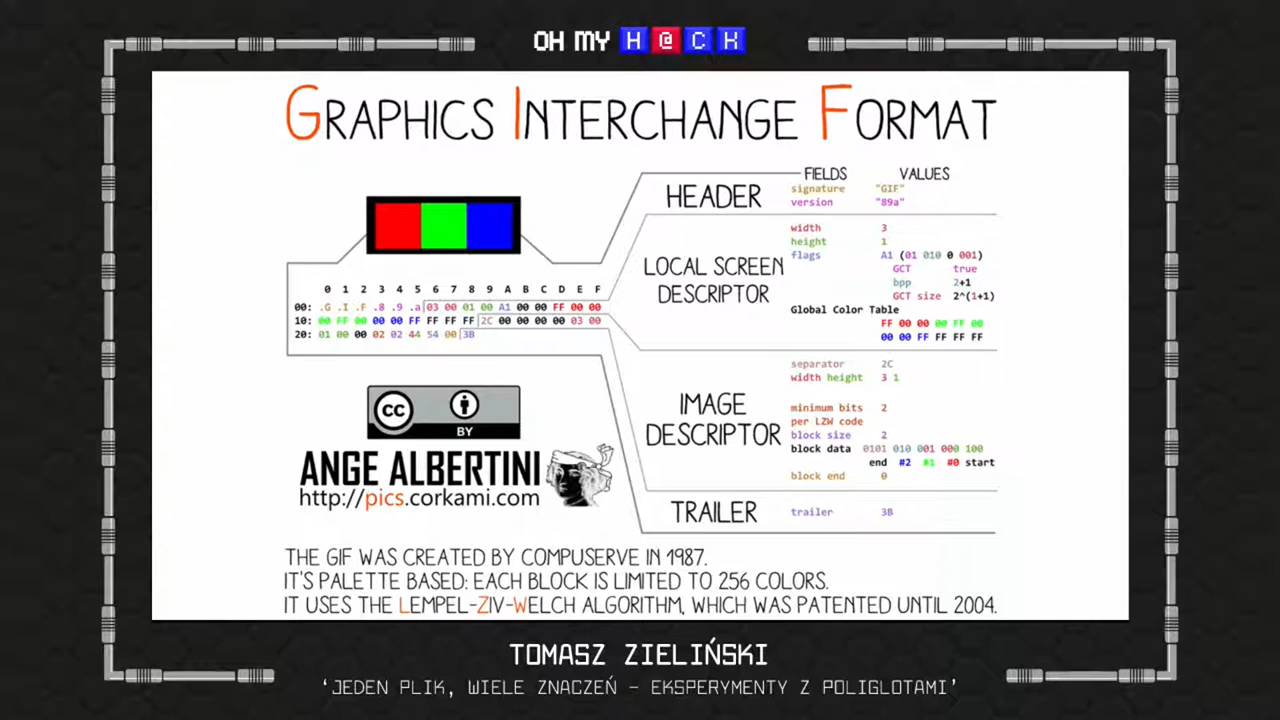 OH MY H@CK
GRAPHICS INTERCHANGE FORMAT
FIELDS VALUES
HEADER
signature "GIF"
version "89a"
LOCAL SCREEN
DESCRIPTOR
width 3
height 1
flags A1 (01 010 0 001)
GCT true
bpp 2+1
GCT size 2^(1+1)
Global Color Table
FF 00 00 00 FF 00
00 00 FF FF FF FF
0 1 2 3 4 5 6 7 8 9 A B C D E F
00: .G .I .F .8 .9 .a 03 00 01 00 A1 00 00 FF 00 00
10: 00 FF 00 00 00 FF FF FF FF 2C 00 00 00 00 03 00
20: 01 00 00 02 02 44 54 00 3B
IMAGE
DESCRIPTOR
separator 2C
width height 3 1
minimum bits 2
per LZW code
block size 2
block data 0101 010 001 000 100
end #2 #1 #0 start
block end 0
TRAILER
trailer 3B
CC
BY
ANGE ALBERTINI
http://pics.corkami.com
THE GIF WAS CREATED BY COMPUSERVE IN 1987.
IT'S PALETTE BASED: EACH BLOCK IS LIMITED TO 256 COLORS.
IT USES THE LEMPEL-ZIV-WELCH ALGORITHM, WHICH WAS PATENTED UNTIL 2004.
TOMASZ ZIELIŃSKI
'JEDEN PLIK, WIELE ZNACZEŃ - EKSPERYMENTY Z POLIGLOTAMI'